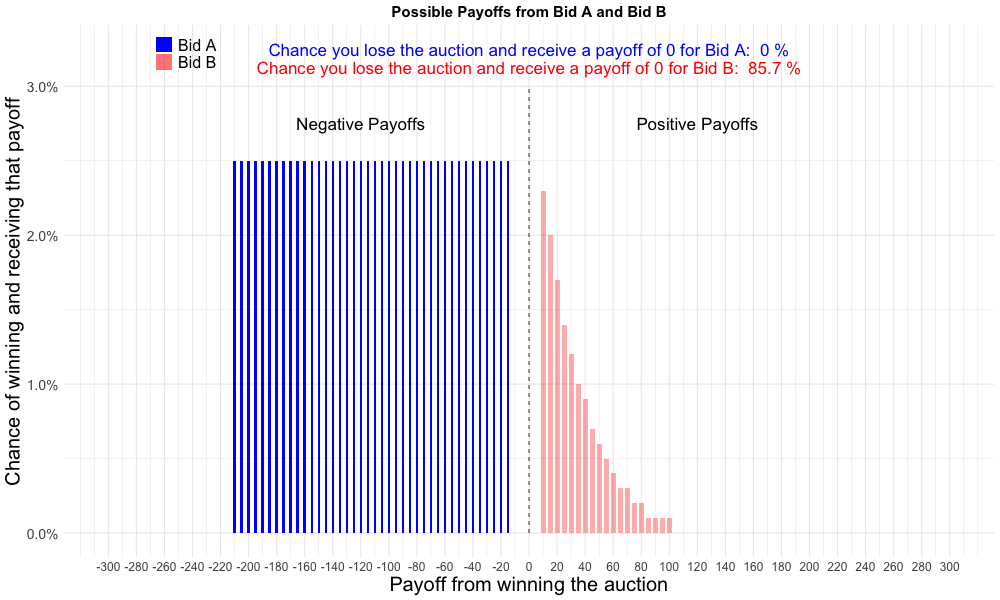 Possible Payoffs from Bid A and Bid B
Bid A
Bid B
Chance you lose the auction and receive a payoff of 0 for Bid A:  0 %
Chance you lose the auction and receive a payoff of 0 for Bid B:  85.7 %
Negative Payoffs
Positive Payoffs
Chance of winning and receiving that payoff
3.0%
2.0%
1.0%
0.0%
-300 -280 -260 -240 -220 -200 -180 -160 -140 -120 -100 -80 -60 -40 -20 0 20 40 60 80 100 120 140 160 180 200 220 240 260 280 300
Payoff from winning the auction